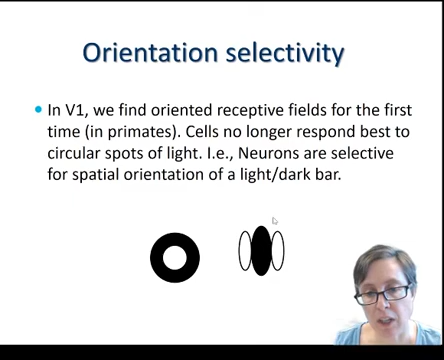 Orientation selectivity
In V1, we find oriented receptive fields for the first
time (in primates). Cells no longer respond best to
circular spots of light. I.e., Neurons are selective
for spatial orientation of a light/dark bar.